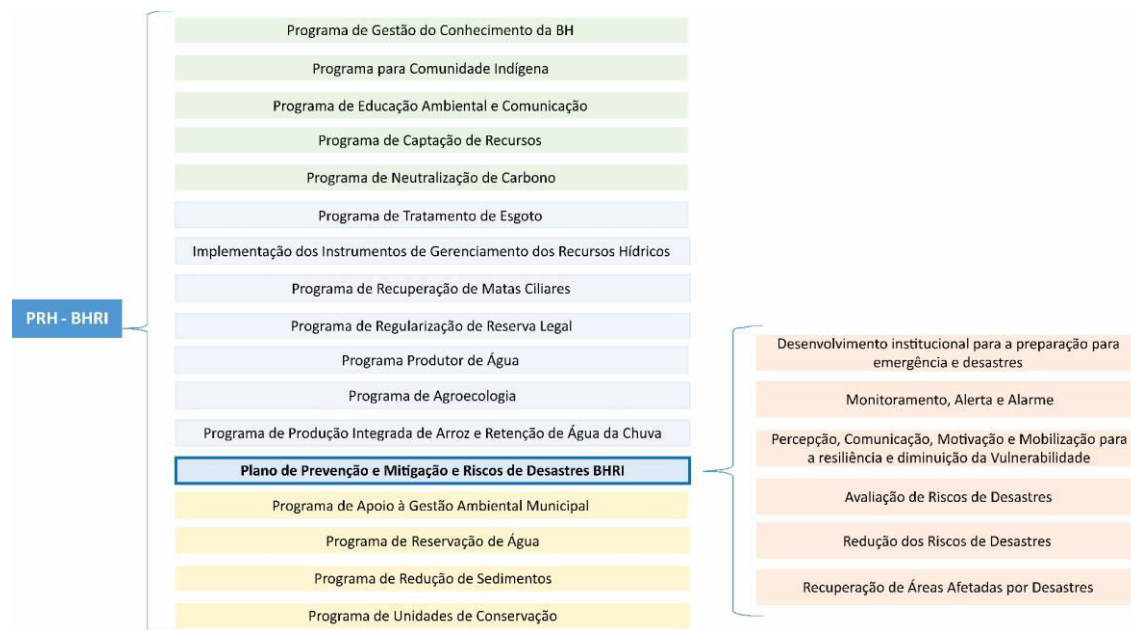 PRH - BHRI
Programa de Gestão do Conhecimento da BH
Programa para Comunidade Indígena
Programa de Educação Ambiental e Comunicação
Programa de Captação de Recursos
Programa de Neutralização de Carbono
Programa de Tratamento de Esgoto
Implementação dos Instrumentos de Gerenciamento dos Recursos Hídricos
Programa de Recuperação de Matas Ciliares
Programa de Regularização de Reserva Legal
Programa Produtor de Água
Programa de Agroecologia
Programa de Produção Integrada de Arroz e Retenção de Água da Chuva
Plano de Prevenção e Mitigação e Riscos de Desastres BHRI
Programa de Apoio à Gestão Ambiental Municipal
Programa de Reservação de Água
Programa de Redução de Sedimentos
Programa de Unidades de Conservação
Desenvolvimento institucional para a preparação para
emergência e desastres
Monitoramento, Alerta e Alarme
Percepção, Comunicação, Motivação e Mobilização para
a resiliência e diminuição da Vulnerabilidade
Avaliação de Riscos de Desastres
Redução dos Riscos de Desastres
Recuperação de Áreas Afetadas por Desastres